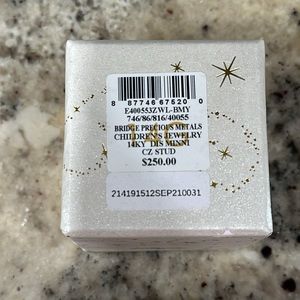 8 87746 67520 0
E400553ZWL-BMY
746/86/816/40055
BRIDGE PRECIOUS METALS
CHILDREN'S JEWELRY
14KY DIS MINNI
CZ STUD
$250.00
214191512SEP210031